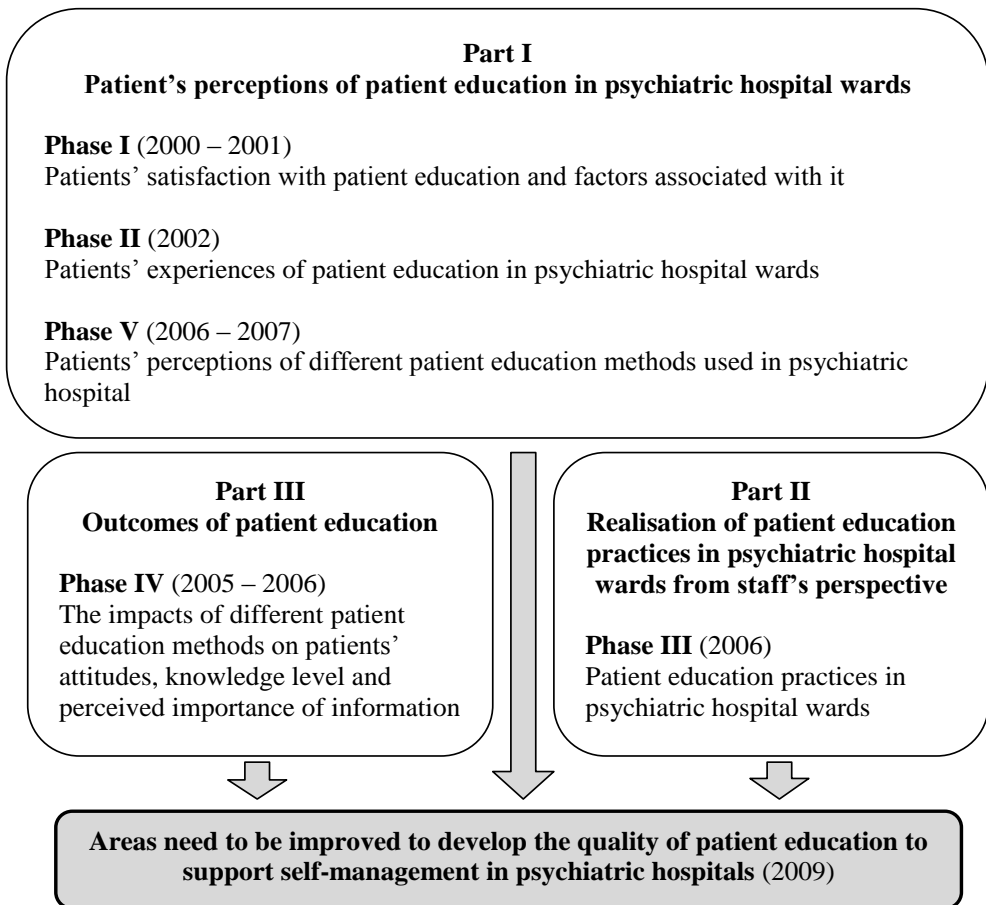 Part I
Patient’s perceptions of patient education in psychiatric hospital wards
Phase I (2000 – 2001)
Patients’ satisfaction with patient education and factors associated with it
Phase II (2002)
Patients’ experiences of patient education in psychiatric hospital wards
Phase V (2006 – 2007)
Patients’ perceptions of different patient education methods used in psychiatric
hospital
Part III
Outcomes of patient education
Phase IV (2005 – 2006)
The impacts of different patient
education methods on patients’
attitudes, knowledge level and
perceived importance of information
Part II
Realisation of patient education
practices in psychiatric hospital
wards from staff’s perspective
Phase III (2006)
Patient education practices in
psychiatric hospital wards
Areas need to be improved to develop the quality of patient education to
support self-management in psychiatric hospitals (2009)